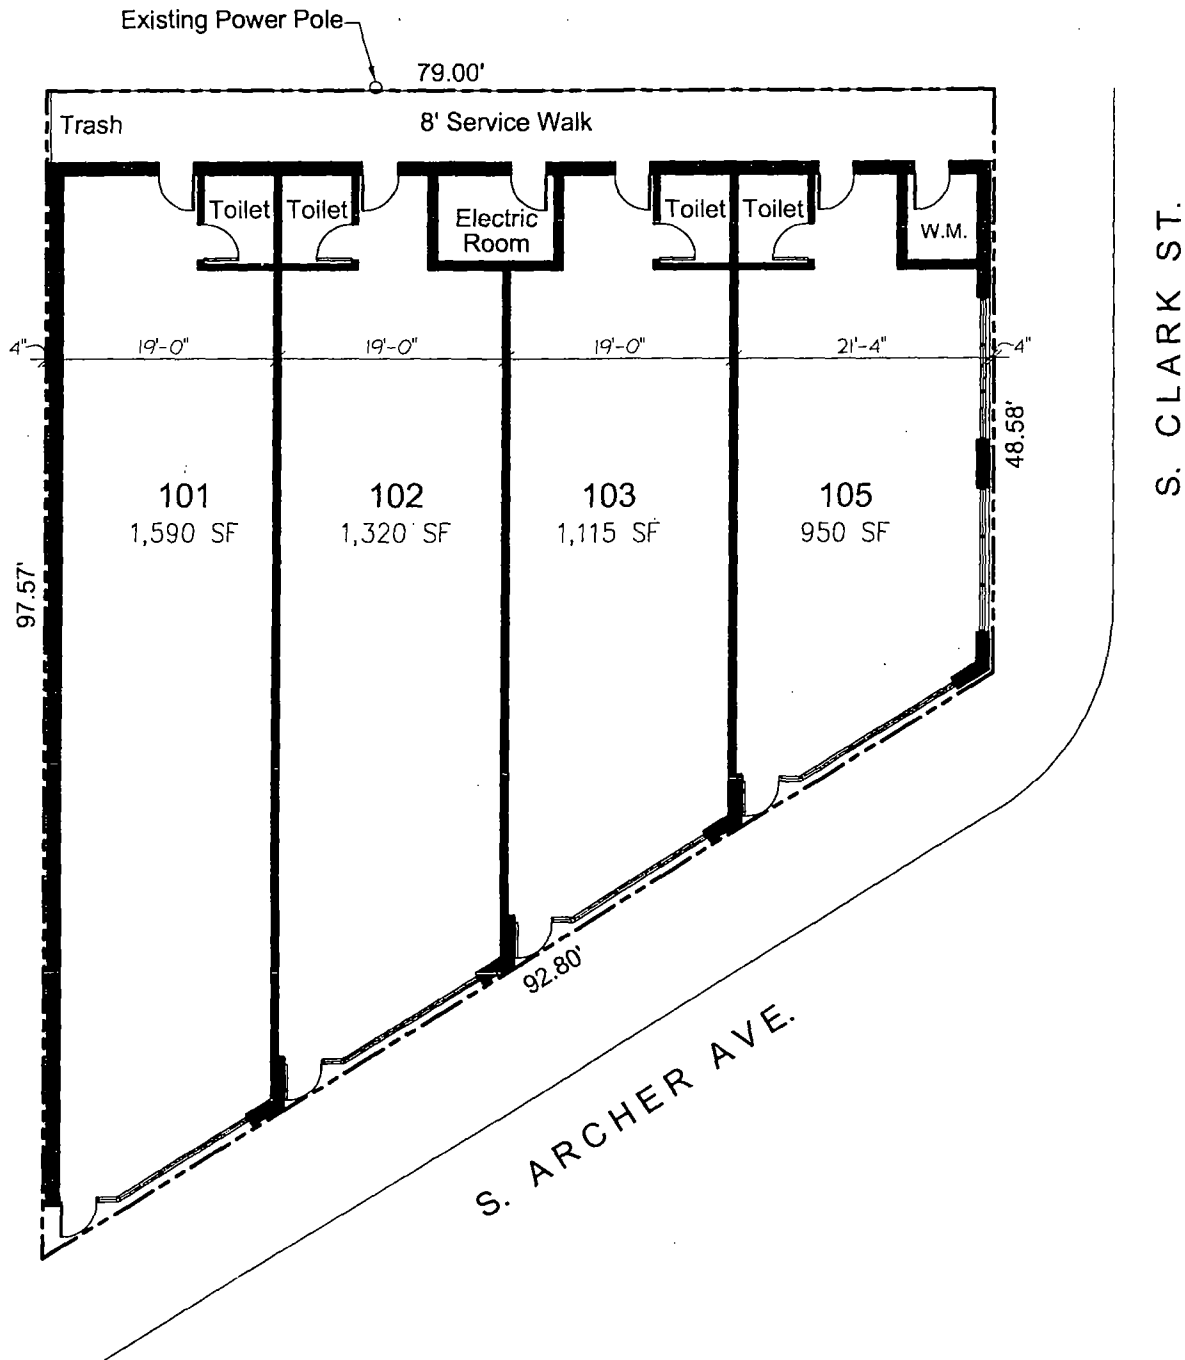 Existing Power Pole
79.00'
Trash
8' Service Walk
Toilet
Toilet
Electric
Room
Toilet
Toilet
W.M.
S. CLARK ST.
4"
19'-0"
19'-0"
19'-0"
21'-4"
4"
48.58'
101
1,590 SF
102
1,320 SF
103
1,115 SF
105
950 SF
97.57'
92.80'
S. ARCHER AVE.